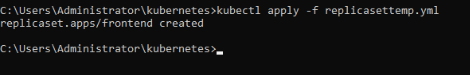 C:\Users\Administrator\kubernetes>kubectl apply -f replicasettemp.yml
replicaset.apps/frontend created
C:\Users\Administrator\kubernetes>